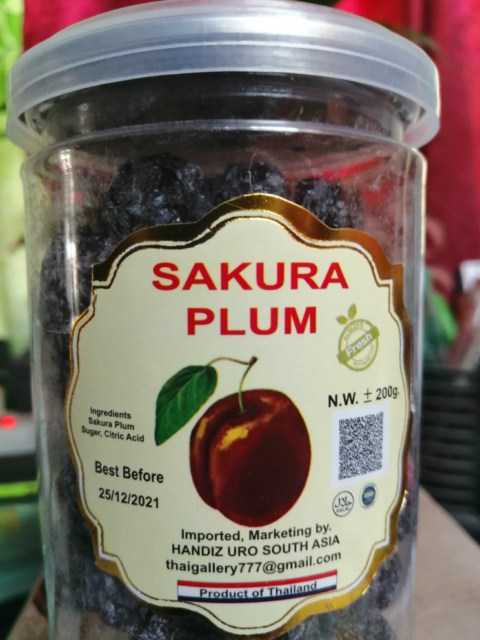 SAKURA
PLUM
Fresh
N.W. ± 200g.
Ingredients
Sakura Plum
Sugar, Citric Acid
Best Before
25/12/2021
Imported, Marketing by.
HANDIZ URO SOUTH ASIA
thaigallery777@gmail.com
Product of Thailand